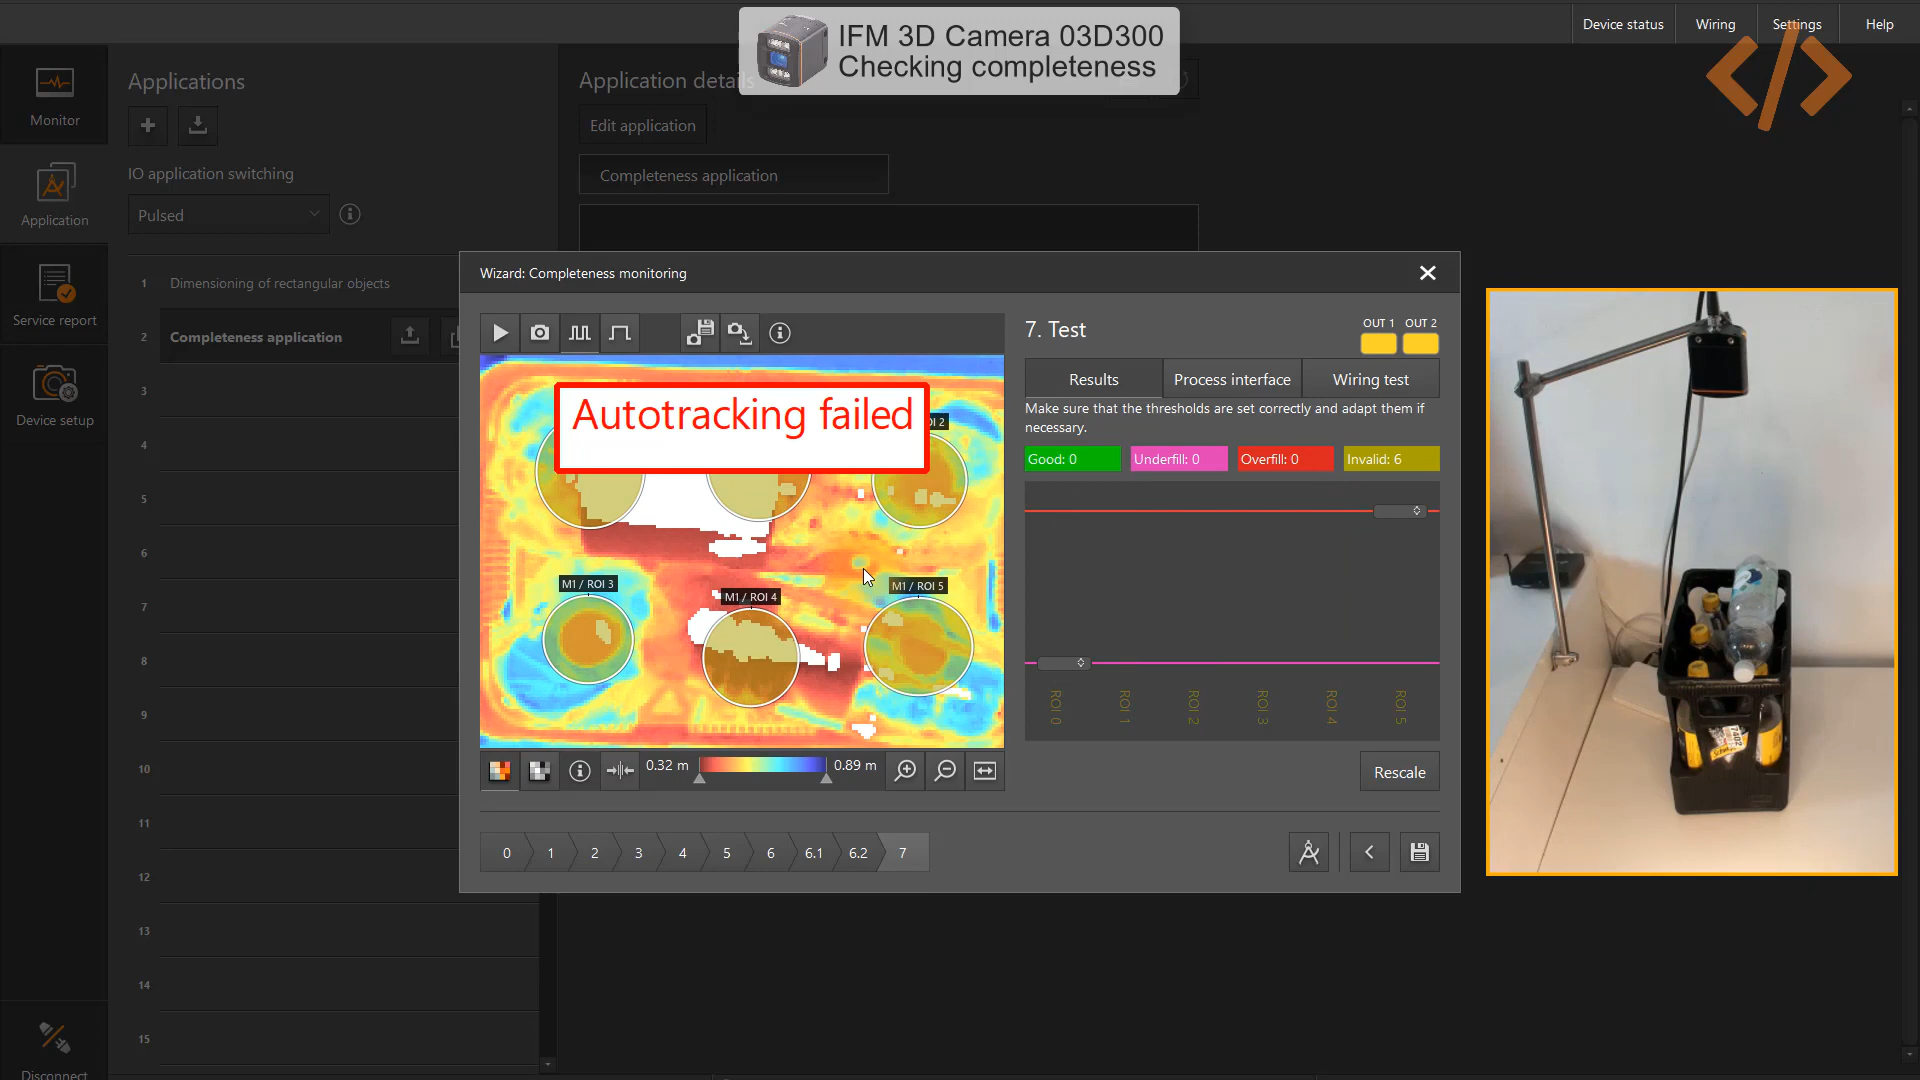 IFM 3D Camera 03D300
Checking completeness
Device status
Wiring
Settings
Help
Monitor
Application
Service report
Device setup
Applications
IO application switching
Pulsed
1 Dimensioning of rectangular objects
2 Completeness application
3
4
5
6
7
8
9
10
11
12
13
14
15
Application details
Edit application
Completeness application
Wizard: Completeness monitoring
Autotracking failed
M1 / ROI 3
M1 / ROI 4
M1 / ROI 5
0.32 m
0.89 m
7. Test
OUT 1 OUT 2
Results
Process interface
Wiring test
Make sure that the thresholds are set correctly and adapt them if
necessary.
Good: 0
Underfill: 0
Overfill: 0
Invalid: 6
ROI 0
ROI 1
ROI 2
ROI 3
ROI 4
ROI 5
Rescale
0 1 2 3 4 5 6 6.1 6.2 7
Disconnect